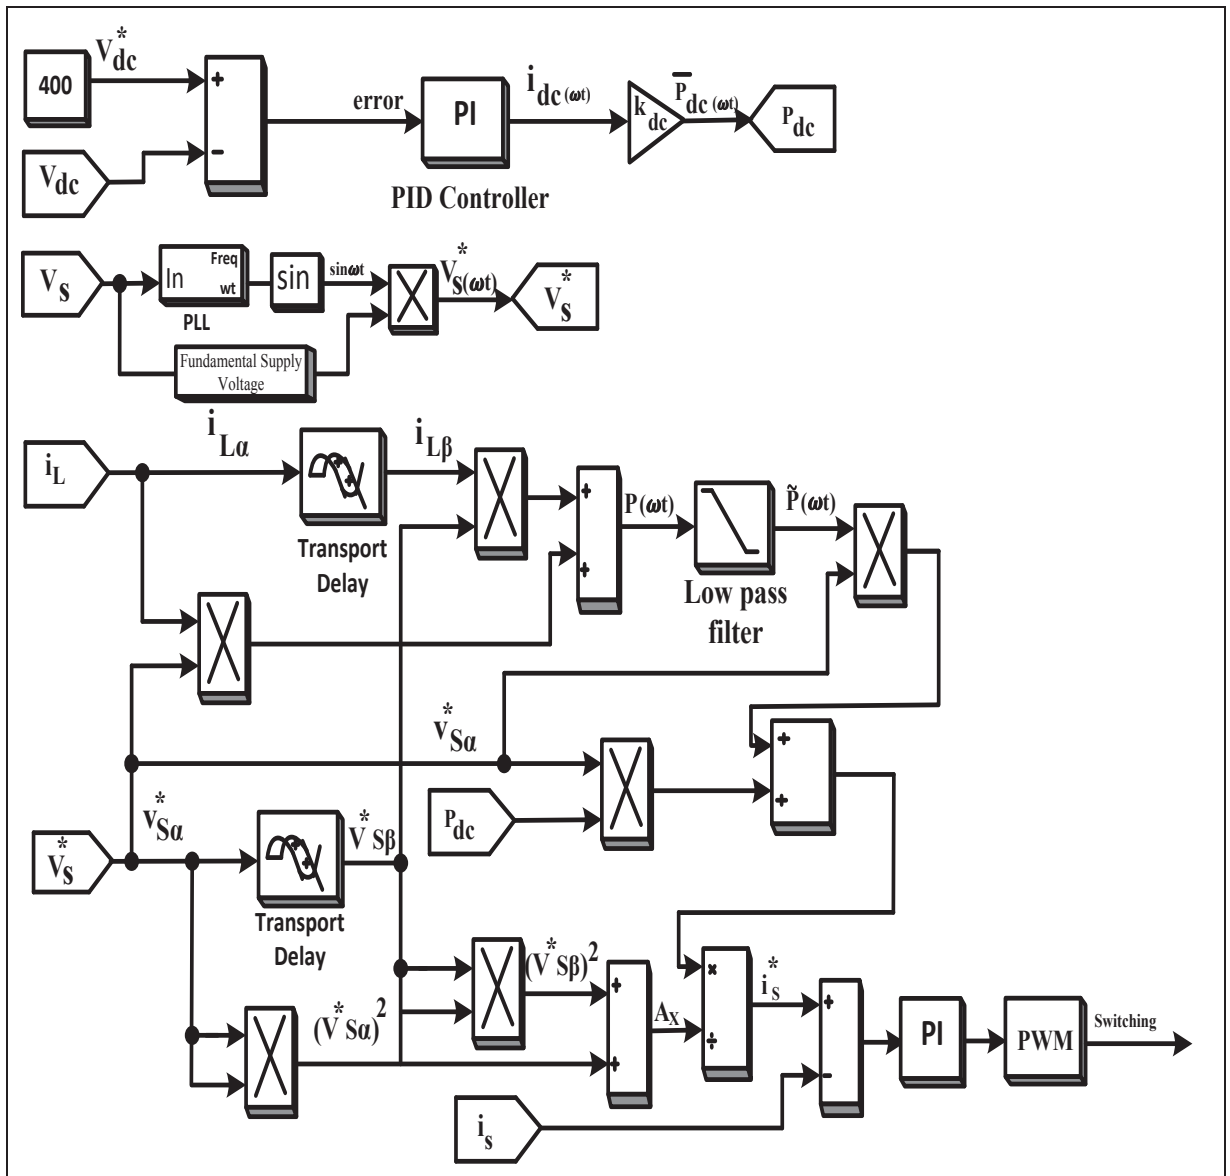 V*dc
400
+
error
PI
i dc (ωt)
k dc
P̄ dc (ωt)
P dc
V dc
-
PID Controller
V s
In
Freq
wt
PLL
sin
sinωt
V*s(ωt)
V*s
Fundamental Supply
Voltage
i L
i Lα
i Lβ
Transport
Delay
+
+
P(ωt)
P̃(ωt)
Low pass
filter
v*Sα
P dc
+
+
V*s
v*Sα
V*Sβ
Transport
Delay
(V*Sα)²
(V*Sβ)²
+
+
A X
×
÷
i*s
+
-
PI
PWM
Switching
i s